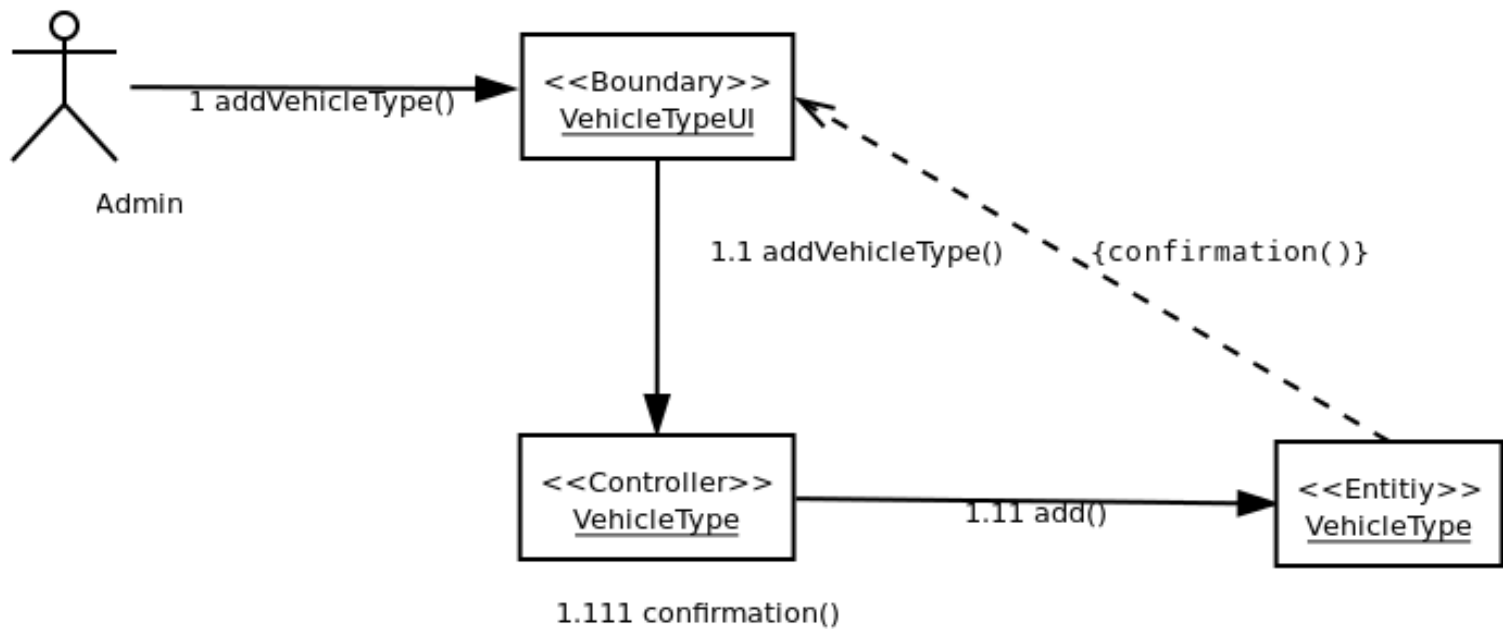 <<Boundary>>
VehicleTypeUI
1 addVehicleType()
Admin
1.1 addVehicleType()
{confirmation()}
<<Controller>>
VehicleType
1.11 add()
<<Entitiy>>
VehicleType
1.111 confirmation()